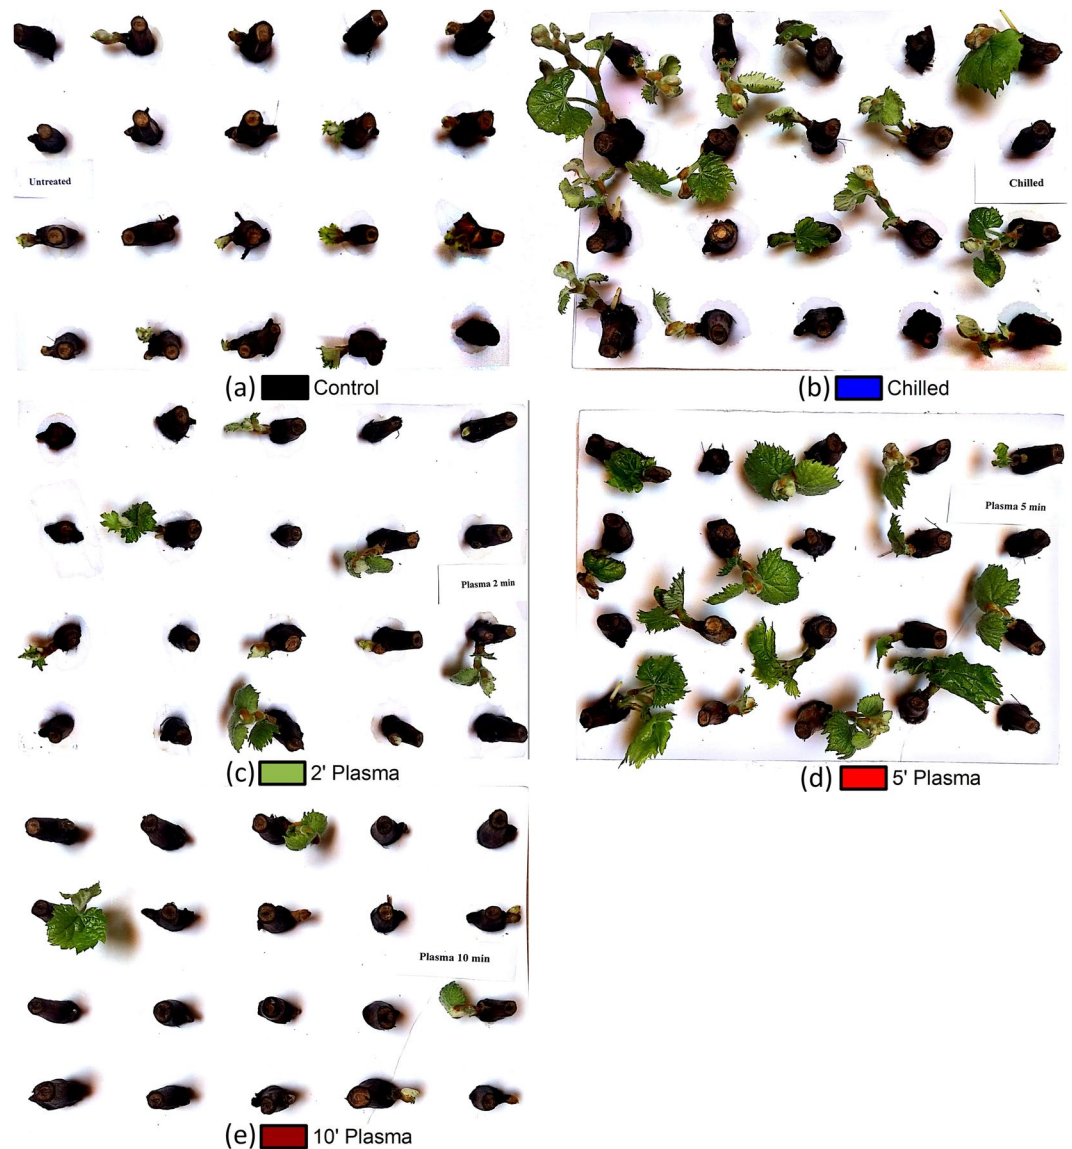 Untreated
Chilled
(a) Control
(b) Chilled
Plasma 2 min
Plasma 5 min
(c) 2' Plasma
(d) 5' Plasma
Plasma 10 min
(e) 10' Plasma